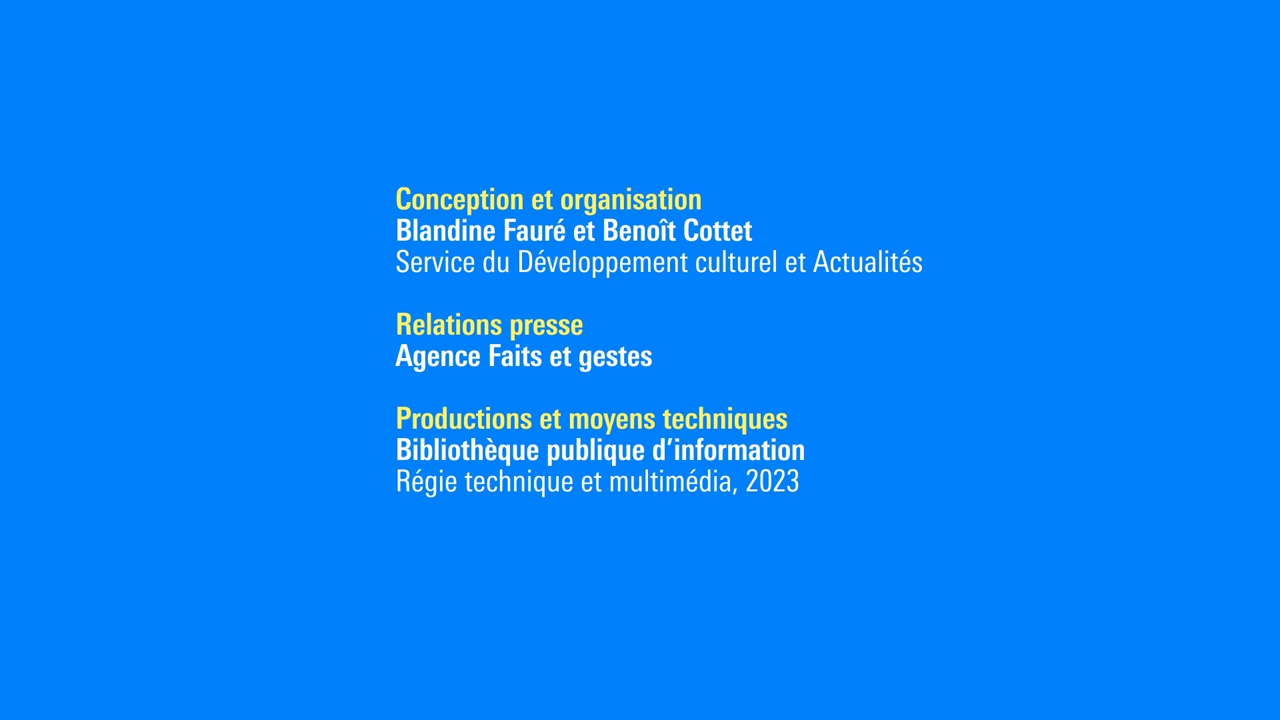 Conception et organisation
Blandine Fauré et Benoît Cottet
Service du Développement culturel et Actualités
Relations presse
Agence Faits et gestes
Productions et moyens techniques
Bibliothèque publique d’information
Régie technique et multimédia, 2023